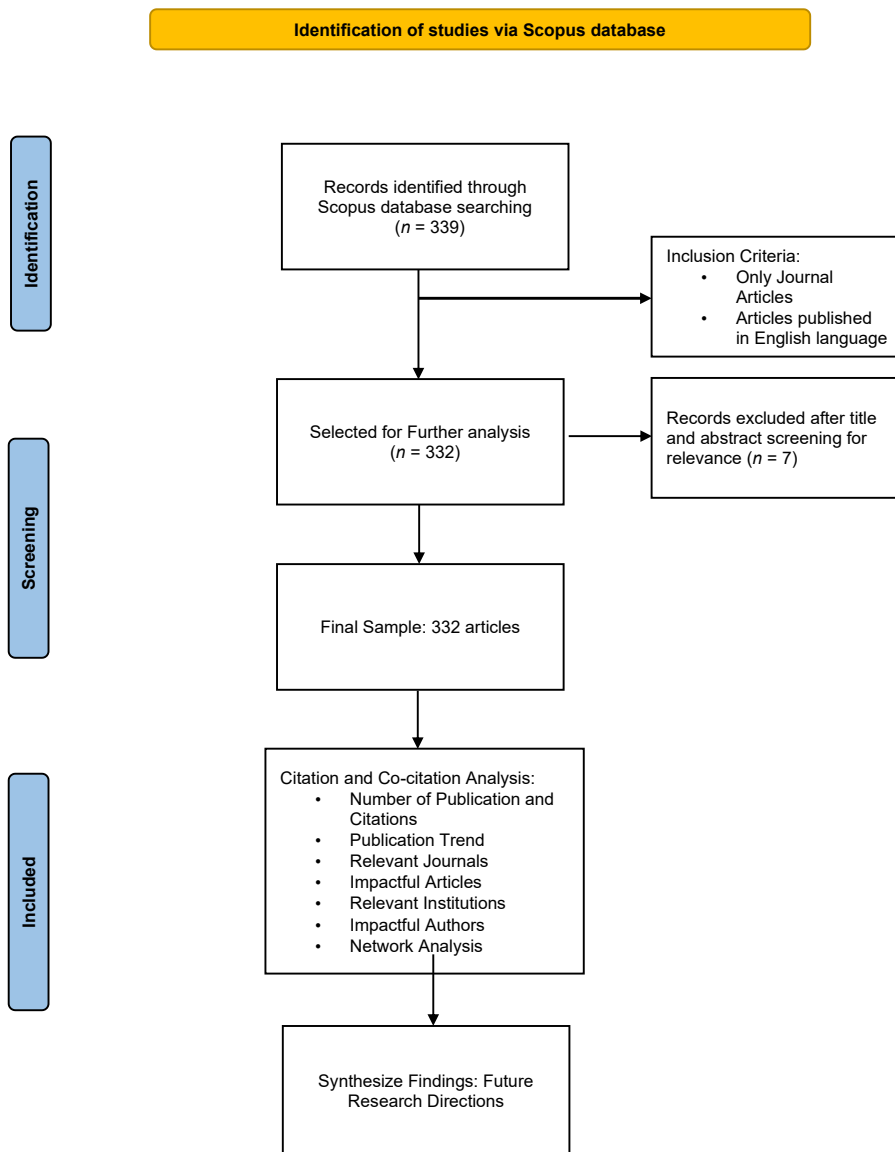 Identification of studies via Scopus database
Identification
Records identified through
Scopus database searching
(n = 339)
Inclusion Criteria:
• Only Journal
Articles
• Articles published
in English language
Screening
Selected for Further analysis
(n = 332)
Records excluded after title
and abstract screening for
relevance (n = 7)
Final Sample: 332 articles
Included
Citation and Co-citation Analysis:
• Number of Publication and
Citations
• Publication Trend
• Relevant Journals
• Impactful Articles
• Relevant Institutions
• Impactful Authors
• Network Analysis
Synthesize Findings: Future
Research Directions